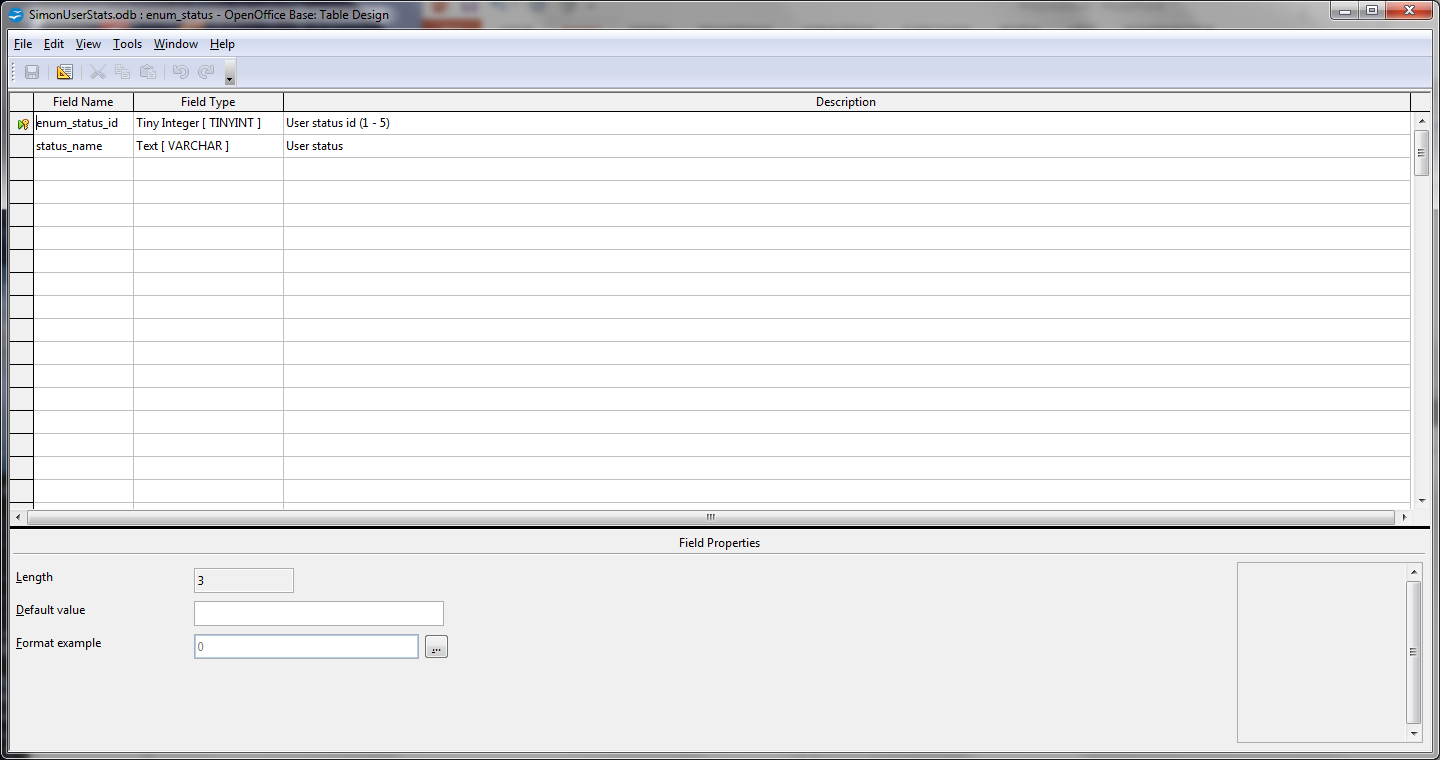 SimonUserStats.odb : enum_status - OpenOffice Base: Table Design
File Edit View Tools Window Help
Field Name Field Type Description
enum_status_id Tiny Integer [ TINYINT ] User status id (1 - 5)
status_name Text [ VARCHAR ] User status
Field Properties
Length 3
Default value
Format example 0 ...